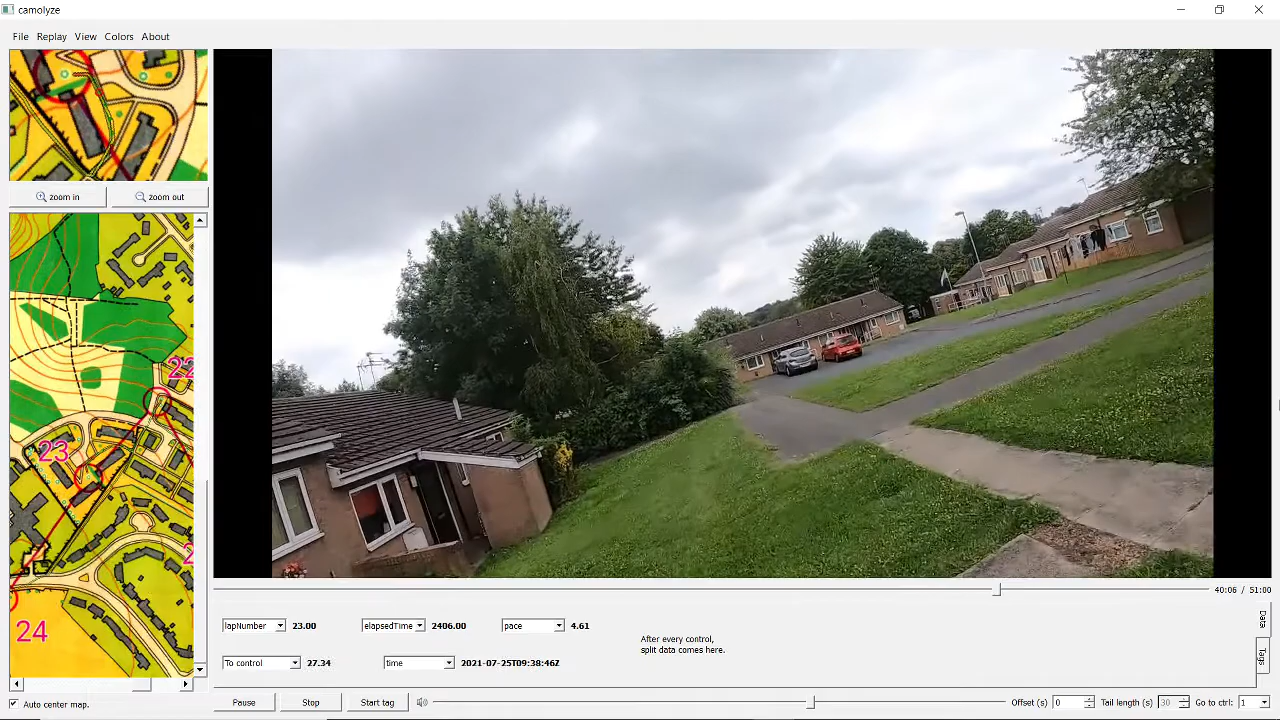 camolyze
File Replay View Colors About
zoom in zoom out
22
23
24
40:06 / 51:00
lapNumber 23.00 elapsedTime 2406.00 pace 4.61
After every control,
split data comes here.
To control 27.34 time 2021-07-25T09:38:46Z
Data
Tags
Auto center map.
Pause Stop Start tag Offset (s) 0 Tail length (s) 30 Go to ctrl: 1